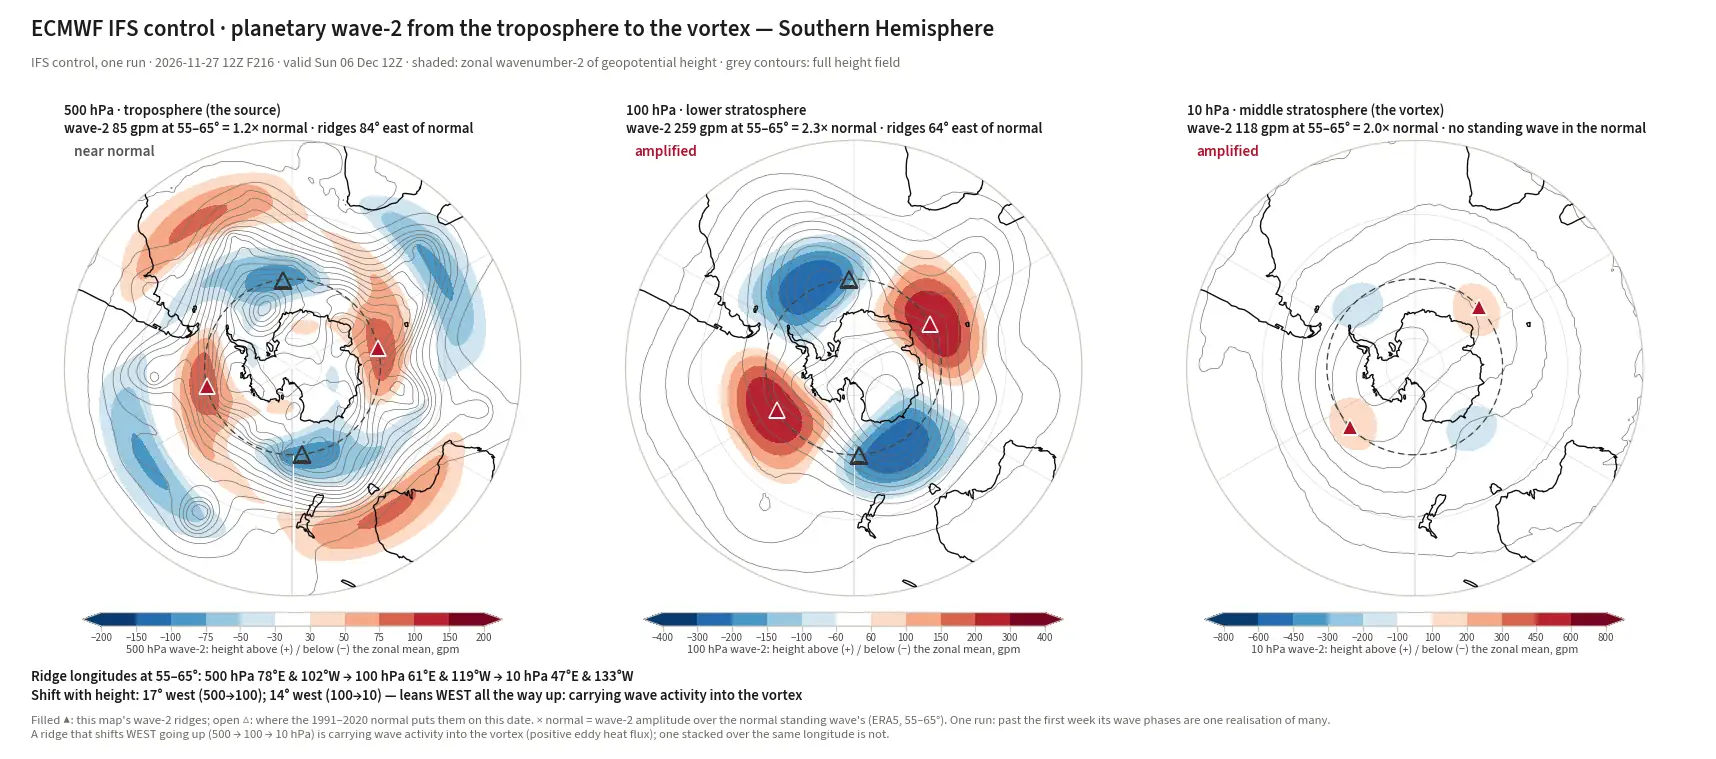 ECMWF IFS control · planetary wave-2 from the troposphere to the vortex — Southern Hemisphere
IFS control, one run · 2026-11-27 12Z F216 · valid Sun 06 Dec 12Z · shaded: zonal wavenumber-2 of geopotential height · grey contours: full height field
500 hPa · troposphere (the source)
wave-2 85 gpm at 55–65° = 1.2× normal · ridges 84° east of normal
near normal
100 hPa · lower stratosphere
wave-2 259 gpm at 55–65° = 2.3× normal · ridges 64° east of normal
amplified
10 hPa · middle stratosphere (the vortex)
wave-2 118 gpm at 55–65° = 2.0× normal · no standing wave in the normal
amplified
−200 −150 −100 −75 −50 −30 30 50 75 100 150 200
500 hPa wave-2: height above (+) / below (−) the zonal mean, gpm
−400 −300 −200 −150 −100 −60 60 100 150 200 300 400
100 hPa wave-2: height above (+) / below (−) the zonal mean, gpm
−800 −600 −450 −300 −200 −100 100 200 300 450 600 800
10 hPa wave-2: height above (+) / below (−) the zonal mean, gpm
Ridge longitudes at 55–65°: 500 hPa 78°E & 102°W → 100 hPa 61°E & 119°W → 10 hPa 47°E & 133°W
Shift with height: 17° west (500→100); 14° west (100→10) — leans WEST all the way up: carrying wave activity into the vortex
Filled ▲: this map's wave-2 ridges; open △: where the 1991–2020 normal puts them on this date. × normal = wave-2 amplitude over the normal standing wave's (ERA5, 55–65°). One run: past the first week its wave phases are one realisation of many.
A ridge that shifts WEST going up (500 → 100 → 10 hPa) is carrying wave activity into the vortex (positive eddy heat flux); one stacked over the same longitude is not.